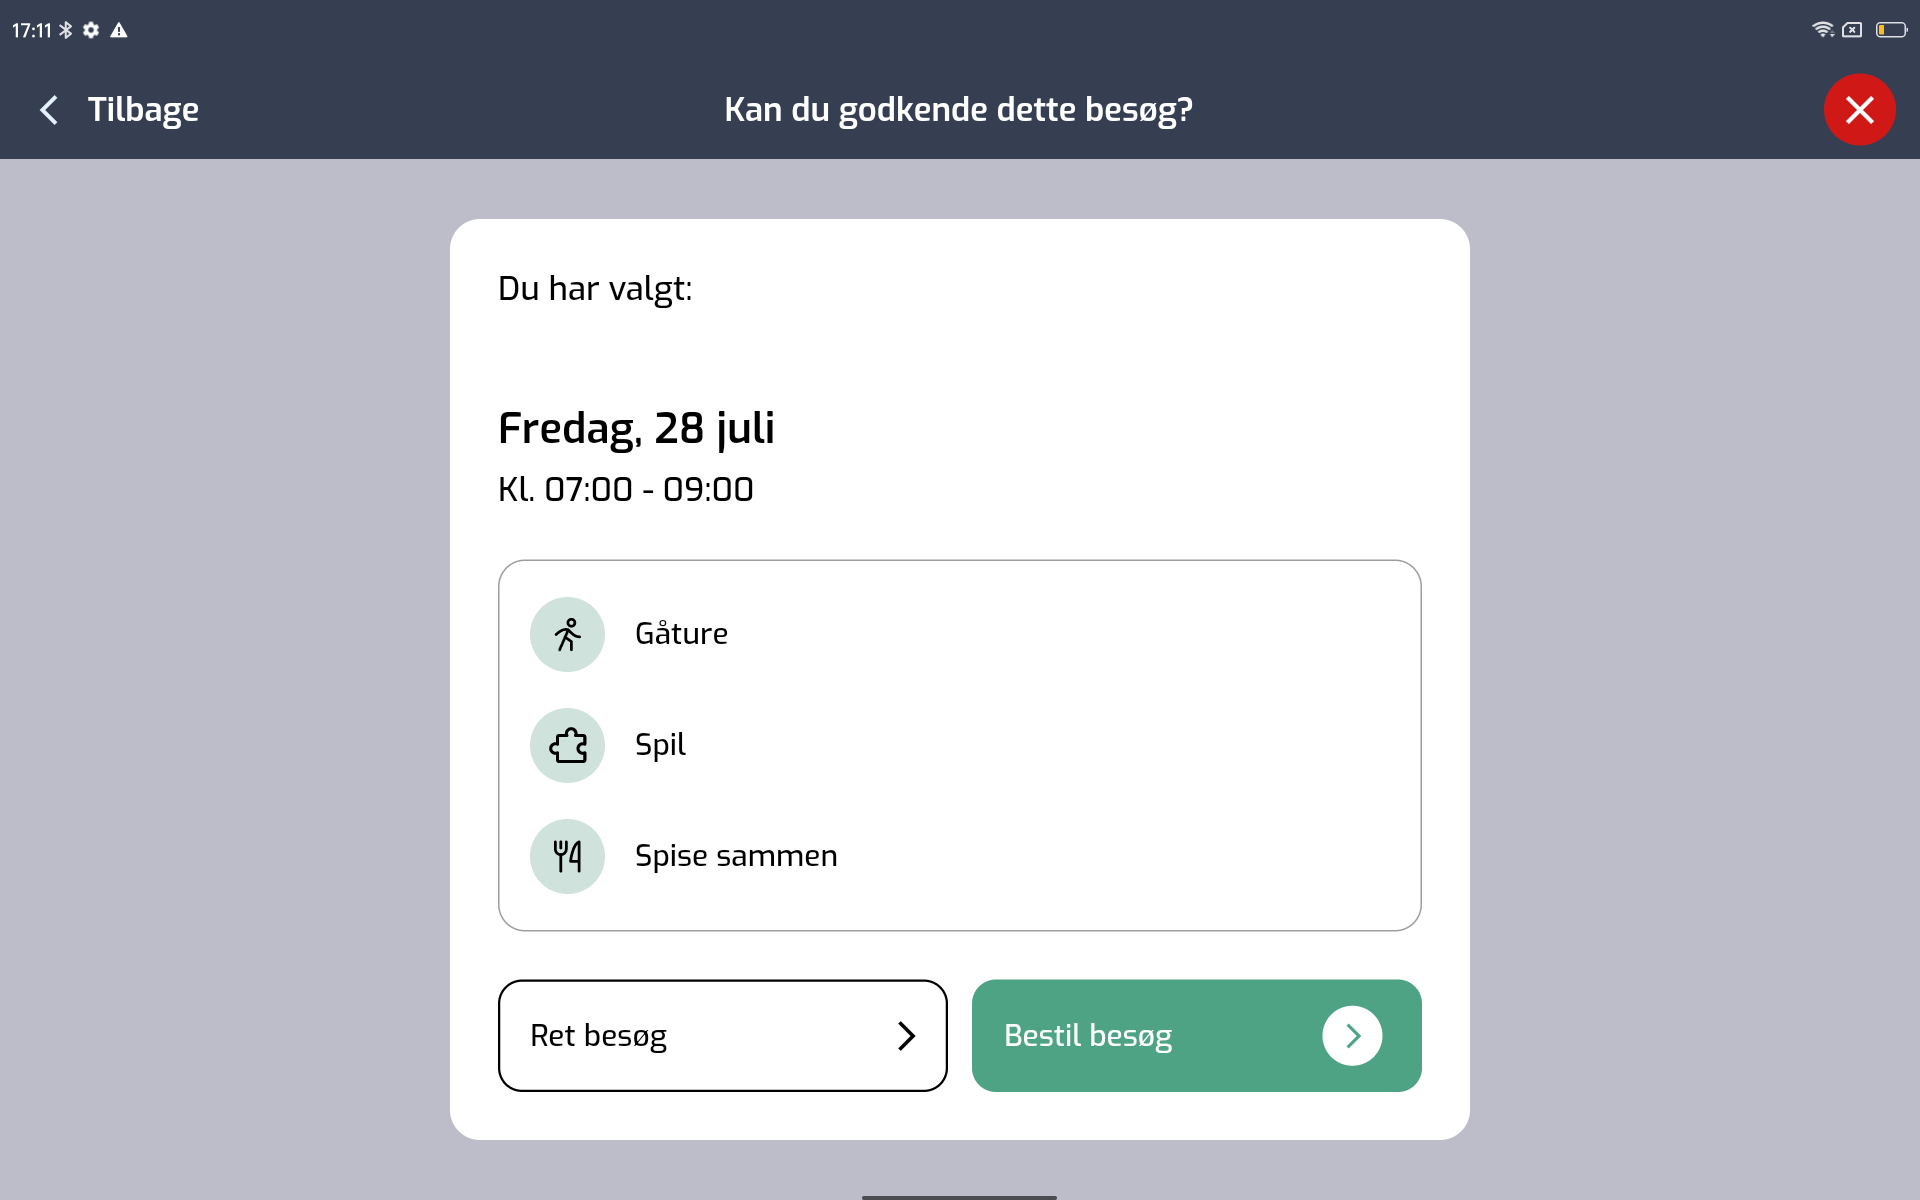 17:11
Tilbage
Kan du godkende dette besøg?
Du har valgt:
Fredag, 28 juli
Kl. 07:00 - 09:00
Gåture
Spil
Spise sammen
Ret besøg
Bestil besøg